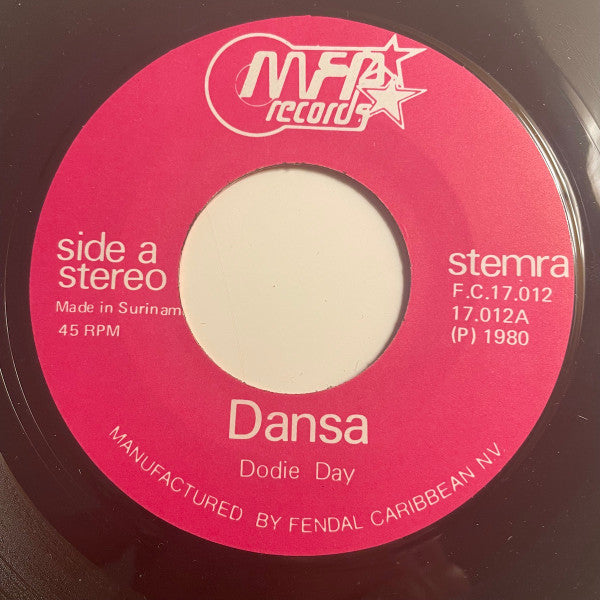 MFP
records
side a
stereo
Made in Surinam
45 RPM
stemra
F.C.17.012
17.012A
(P) 1980
Dansa
Dodie Day
MANUFACTURED BY FENDAL CARIBBEAN N.V.